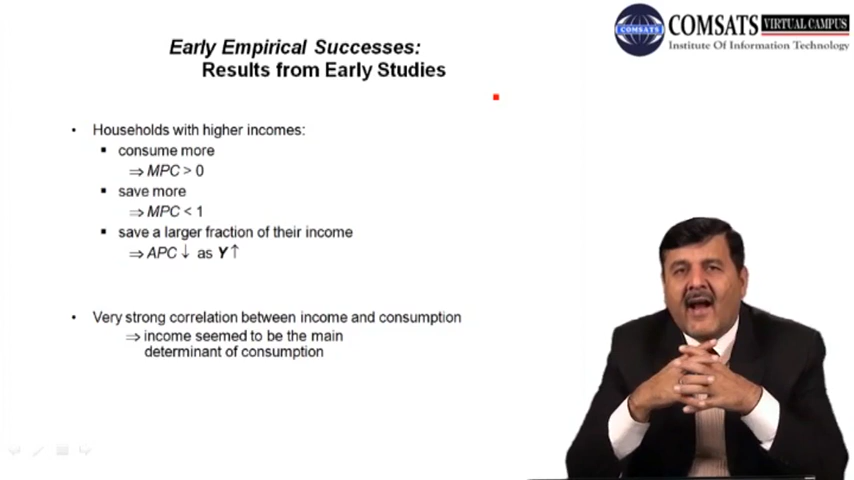 Early Empirical Successes:
Results from Early Studies
COMSATS VIRTUAL CAMPUS
Institute Of Information Technology
COMSATS
• Households with higher incomes:
▪ consume more
⇒ MPC > 0
▪ save more
⇒ MPC < 1
▪ save a larger fraction of their income
⇒ APC ↓ as Y ↑
• Very strong correlation between income and consumption
⇒ income seemed to be the main
determinant of consumption